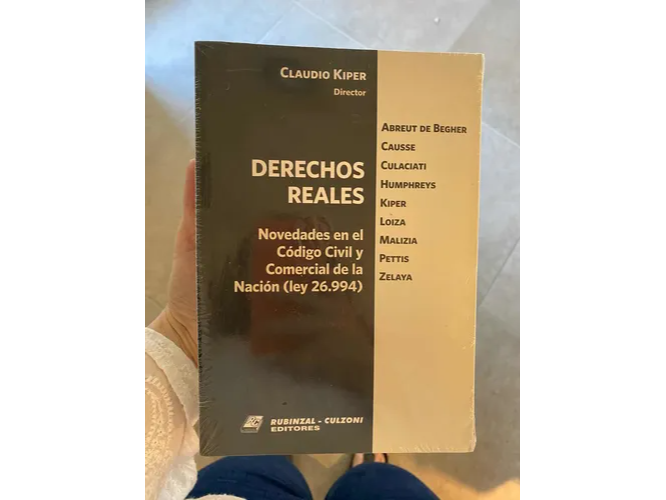 CLAUDIO KIPER
Director
DERECHOS
REALES
Novedades en el
Código Civil y
Comercial de la
Nación (ley 26.994)
RUBINZAL - CULZONI
EDITORES
ABREUT DE BEGHER
CAUSSE
CULACIATI
HUMPHREYS
KIPER
LOIZA
MALIZIA
PETTIS
ZELAYA